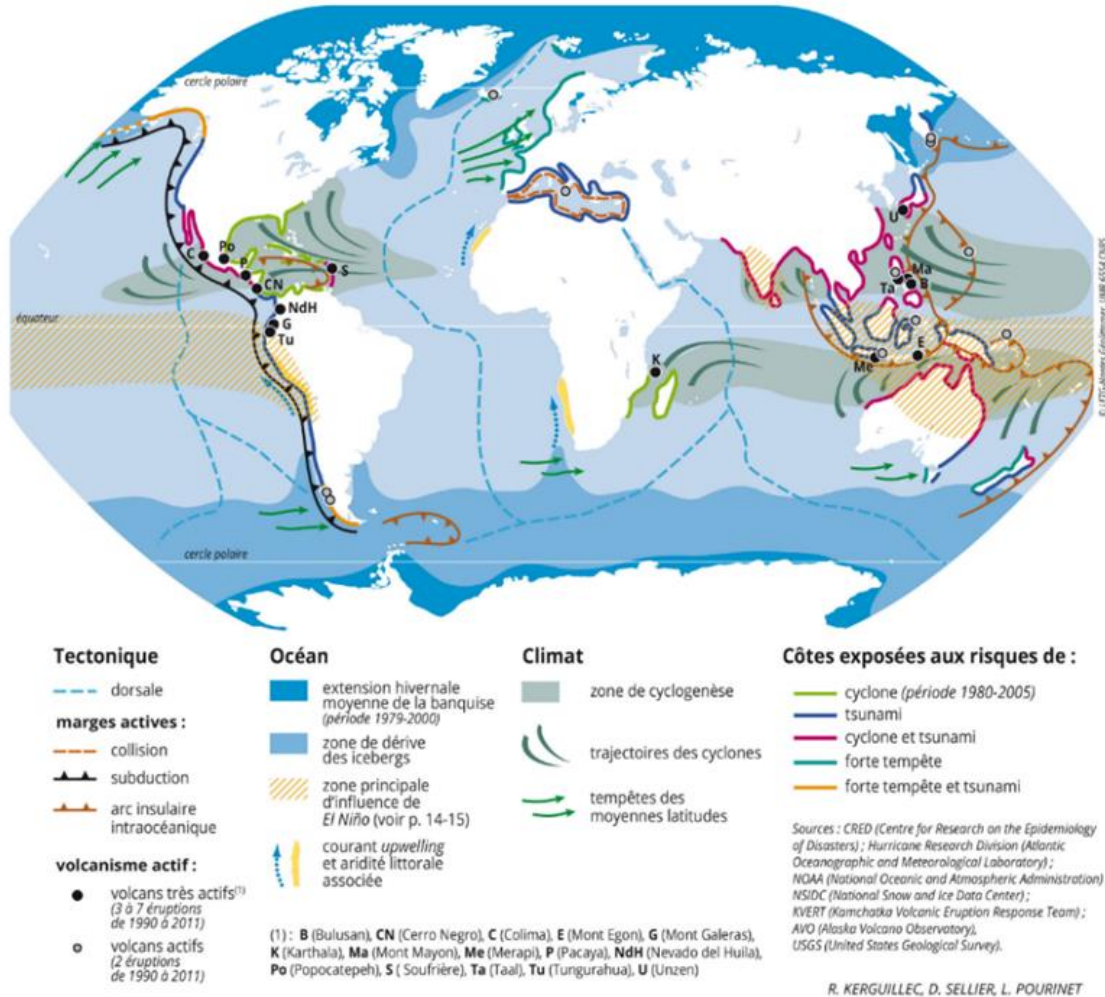 cercle polaire
Po
C
P
CN
S
NdH
G
Tu
équateur
K
U
Ma
Ta
B
Me
E
cercle polaire
Tectonique
dorsale
marges actives :
collision
subduction
arc insulaire
intraocéanique
volcanisme actif :
volcans très actifs(1)
(3 à 7 éruptions
de 1990 à 2011)
volcans actifs
(2 éruptions
de 1990 à 2011)
Océan
extension hivernale
moyenne de la banquise
(période 1979-2000)
zone de dérive
des icebergs
zone principale
d'influence de
El Niño (voir p. 14-15)
courant upwelling
et aridité littorale
associée
Climat
zone de cyclogenèse
trajectoires des cyclones
tempêtes des
moyennes latitudes
Côtes exposées aux risques de :
cyclone (période 1980-2005)
tsunami
cyclone et tsunami
forte tempête
forte tempête et tsunami
Sources : CRED (Centre for Research on the Epidemiology
of Disasters) ; Hurricane Research Division (Atlantic
Oceanographic and Meteorological Laboratory) ;
NOAA (National Oceanic and Atmospheric Administration)
NSIDC (National Snow and Ice Data Center) ;
KVERT (Kamchatka Volcanic Eruption Response Team) ;
AVO (Alaska Volcano Observatory),
USGS (United States Geological Survey).
(1) : B (Bulusan), CN (Cerro Negro), C (Colima), E (Mont Egon), G (Mont Galeras),
K (Karthala), Ma (Mont Mayon), Me (Merapi), P (Pacaya), NdH (Nevado del Huila),
Po (Popocatepeh), S ( Soufrière), Ta (Taal), Tu (Tungurahua), U (Unzen)
R. KERGUILLEC, D. SELLIER, L. POURINET